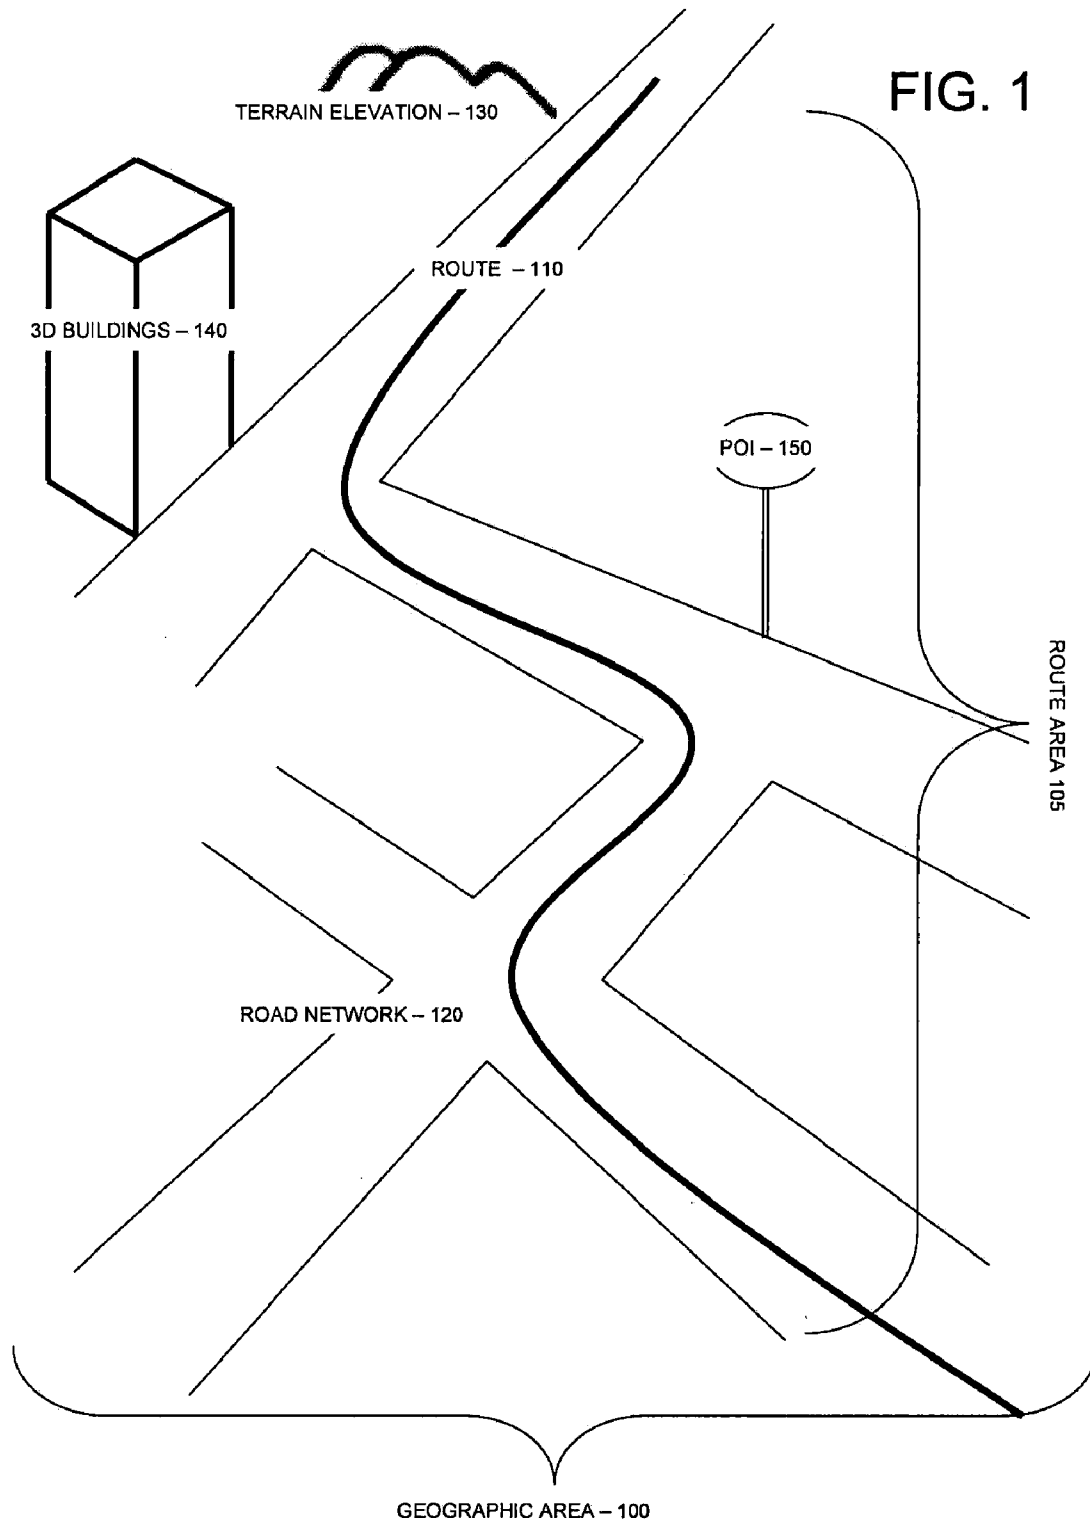 FIG. 1
TERRAIN ELEVATION – 130
ROUTE – 110
3D BUILDINGS – 140
POI – 150
ROUTE AREA 105
ROAD NETWORK – 120
GEOGRAPHIC AREA – 100